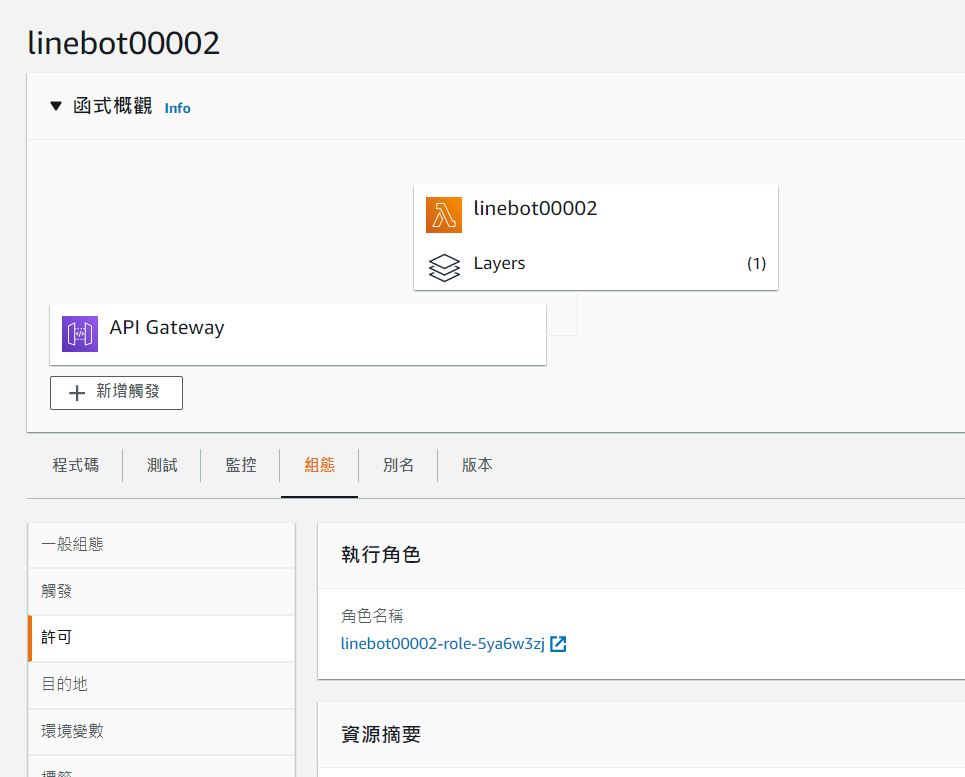 linebot00002
函式概觀 Info
linebot00002
Layers (1)
API Gateway
新增觸發
程式碼 測試 監控 組態 別名 版本
一般組態
觸發
許可
目的地
環境變數
標籤
執行角色
角色名稱
linebot00002-role-5ya6w3zj
資源摘要